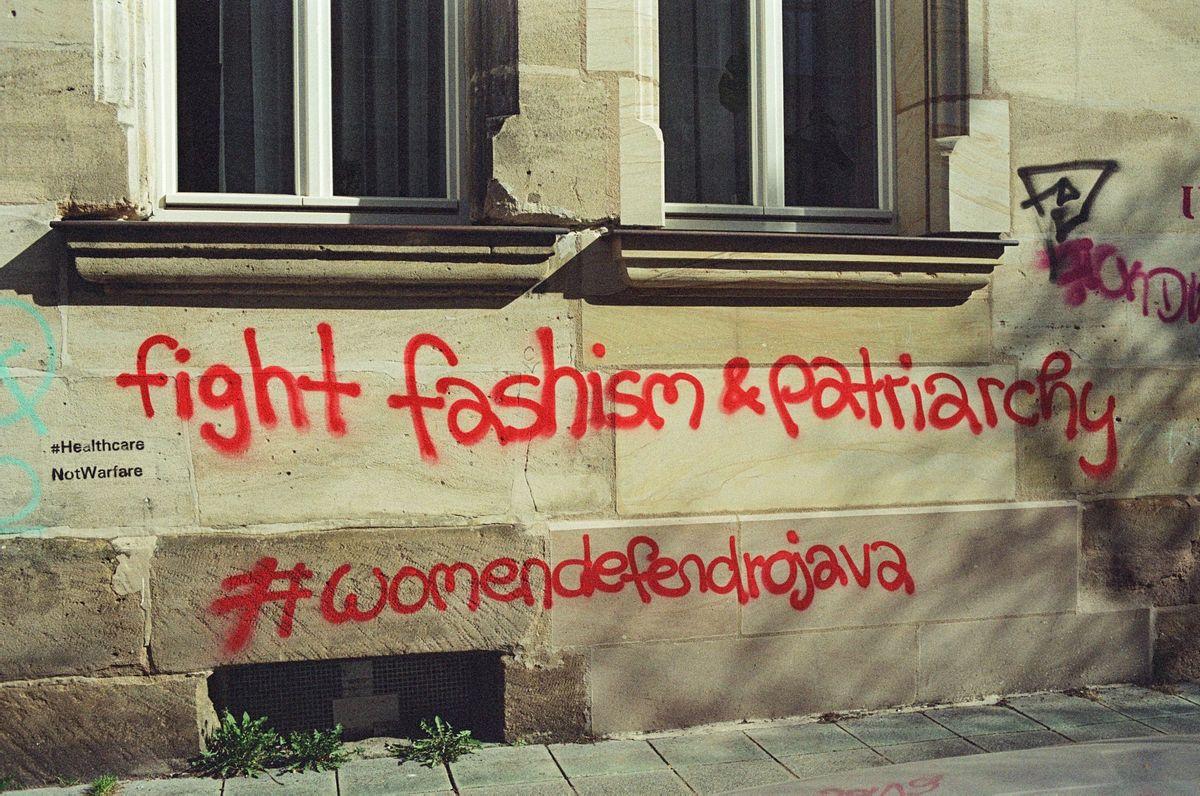 fight fashism & patriarchy
#Healthcare
NotWarfare
#womendefendrojava